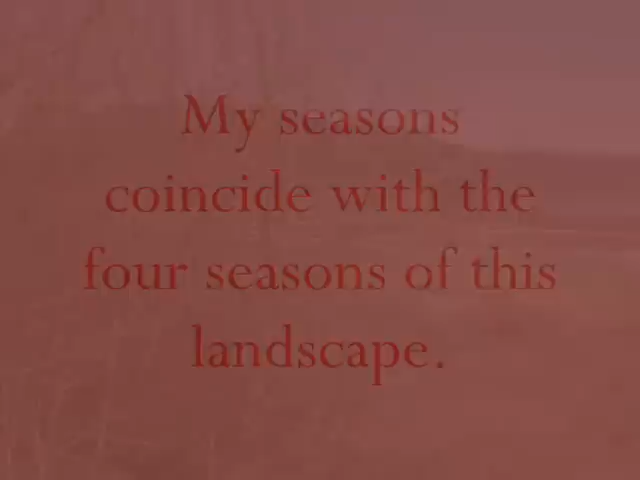 My seasons
coincide with the
four seasons of this
landscape.